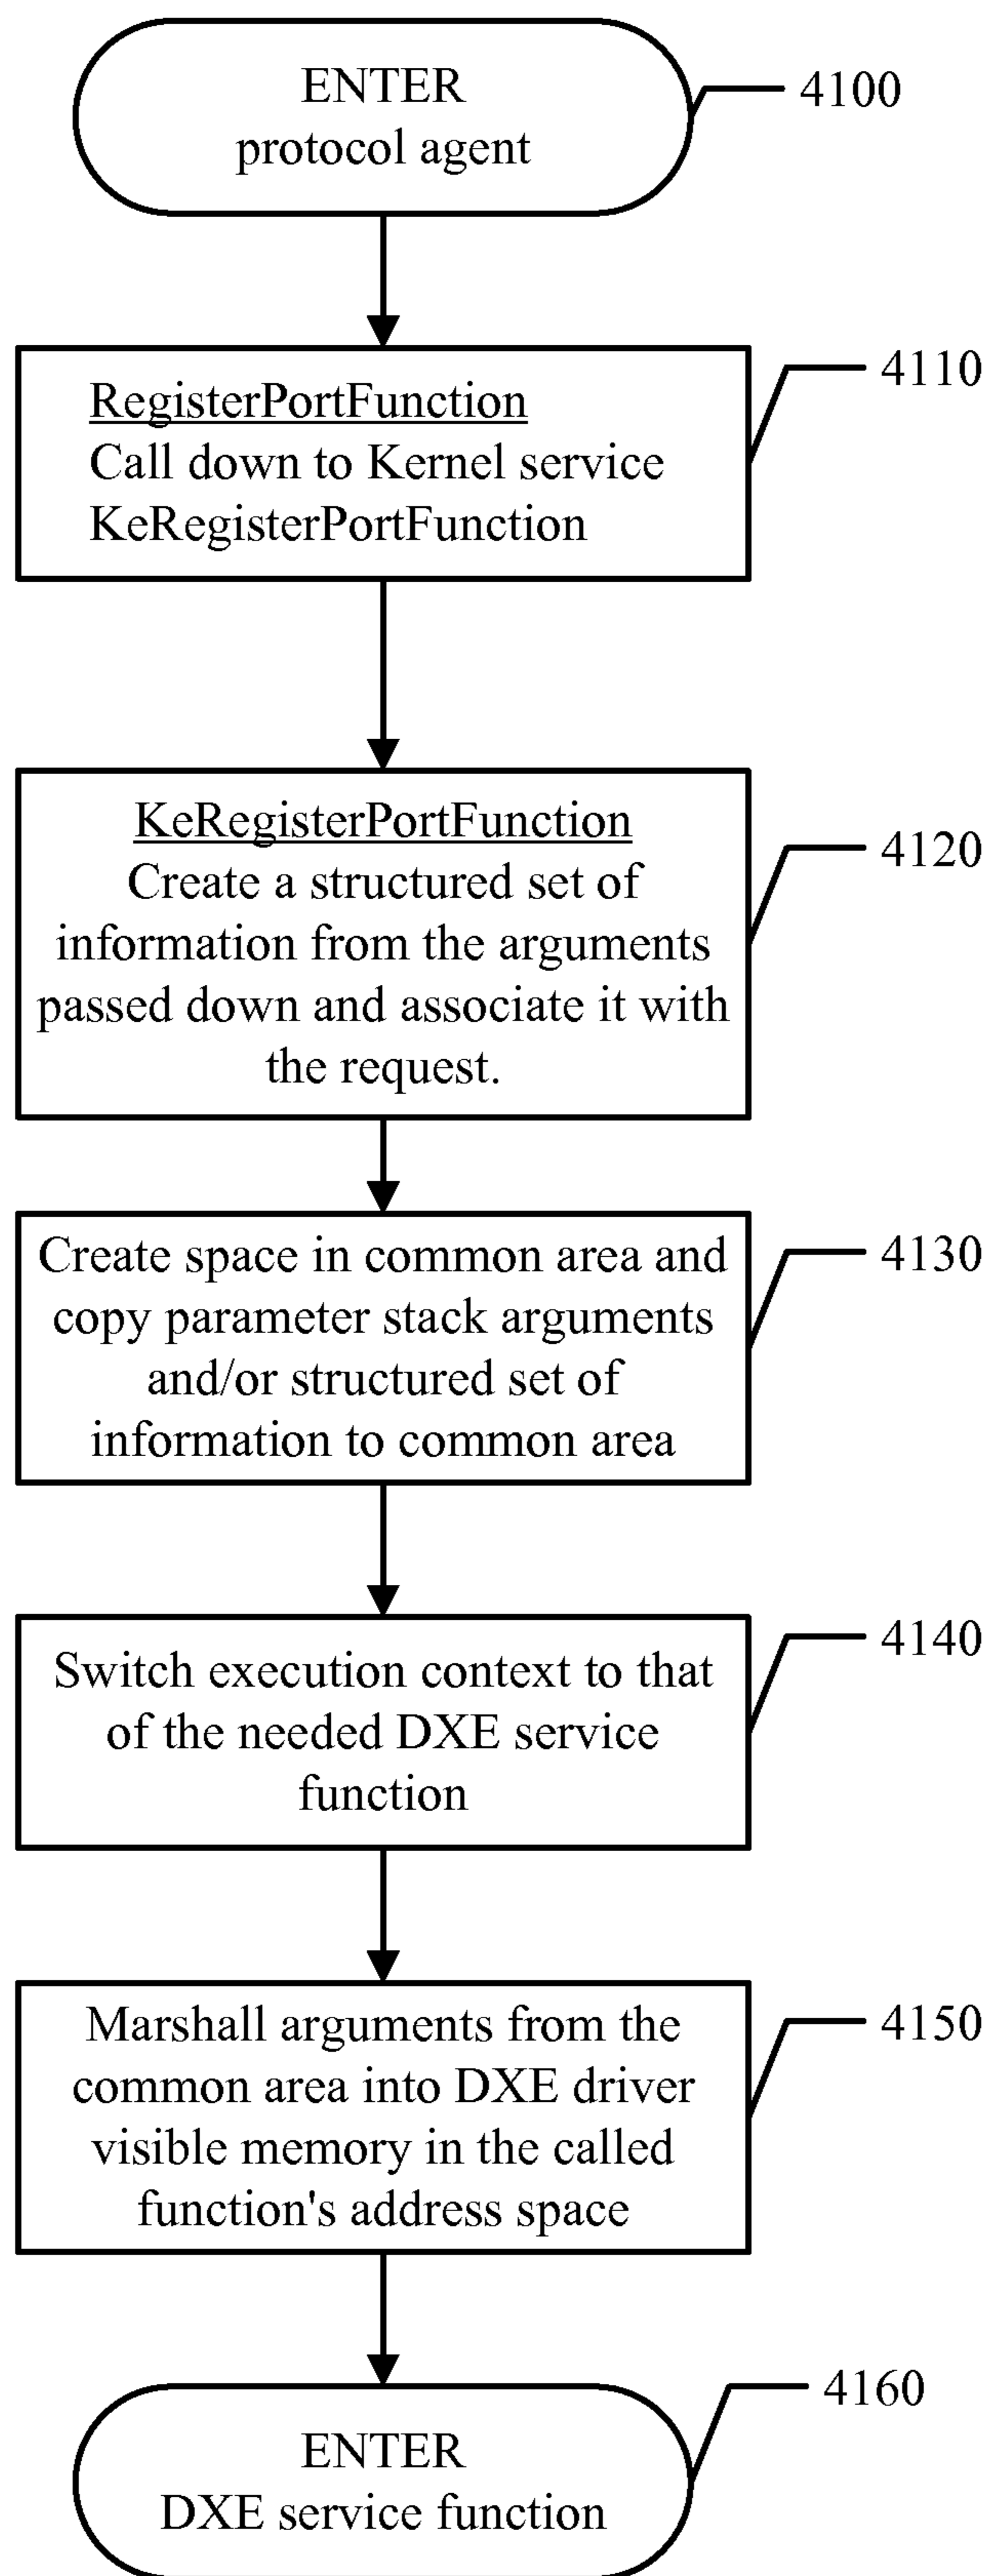 ENTER
protocol agent
4100
RegisterPortFunction
Call down to Kernel service
KeRegisterPortFunction
4110
KeRegisterPortFunction
Create a structured set of
information from the arguments
passed down and associate it with
the request.
4120
Create space in common area and
copy parameter stack arguments
and/or structured set of
information to common area
4130
Switch execution context to that
of the needed DXE service
function
4140
Marshall arguments from the
common area into DXE driver
visible memory in the called
function's address space
4150
ENTER
DXE service function
4160